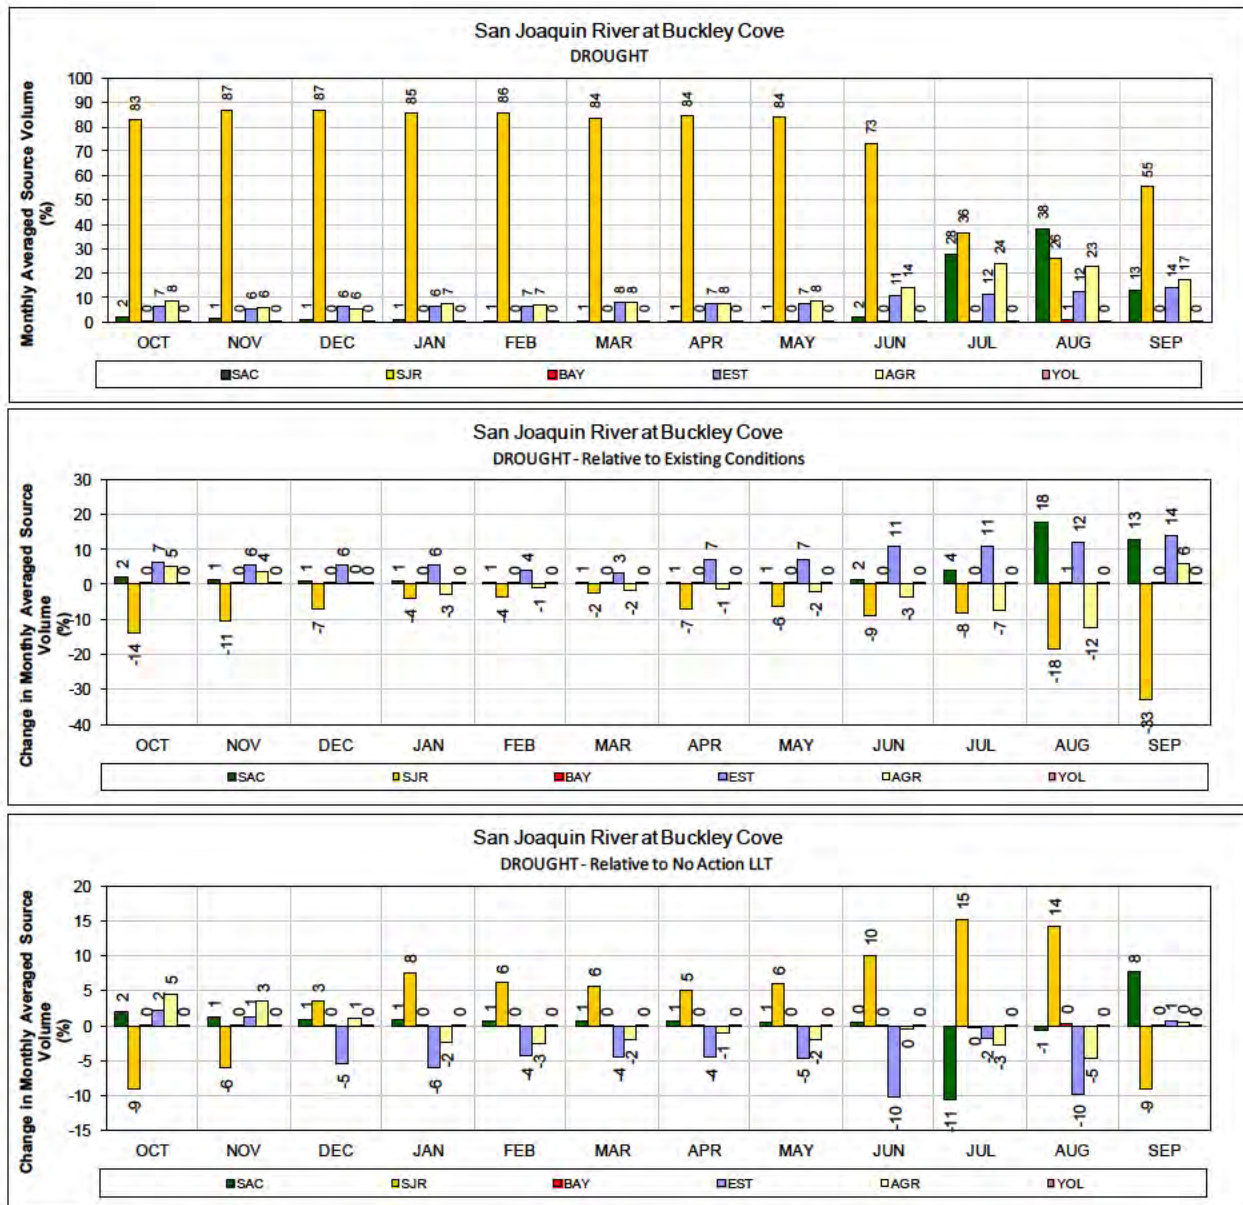 San Joaquin River at Buckley Cove
DROUGHT
Monthly Averaged Source Volume
(%)
100
90
80
70
60
50
40
30
20
10
0
2 83 0 7 8 0
1 87 0 6 6 0
1 87 0 6 6 0
1 85 0 6 7 0
1 86 0 7 7 0
1 84 0 8 8 0
1 84 0 7 8 0
1 84 0 7 8 0
2 73 0 11 14 0
28 36 0 12 24 0
38 26 1 12 23 0
13 55 0 14 17 0
OCT NOV DEC JAN FEB MAR APR MAY JUN JUL AUG SEP
SAC SJR BAY EST AGR YOL
San Joaquin River at Buckley Cove
DROUGHT - Relative to Existing Conditions
Change in Monthly Averaged Source
Volume
(%)
30
20
10
0
-10
-20
-30
-40
2 -14 0 7 5 0
1 -11 0 6 4 0
1 -7 0 6 0 0
1 -4 0 6 -3 0
1 -4 0 4 -1 0
1 -2 0 3 -2 0
1 -7 0 7 -1 0
1 -6 0 7 -2 0
2 -9 0 11 -3 0
4 -8 0 11 -7 0
18 -18 1 12 -12 0
13 -33 0 14 6 0
OCT NOV DEC JAN FEB MAR APR MAY JUN JUL AUG SEP
SAC SJR BAY EST AGR YOL
San Joaquin River at Buckley Cove
DROUGHT - Relative to No Action LLT
Change in Monthly Averaged Source
Volume
(%)
20
15
10
5
0
-5
-10
-15
2 -9 0 2 5 0
1 -6 0 1 3 0
1 3 0 -5 1 0
1 8 0 -6 -2 0
1 6 0 -4 -3 0
1 6 0 -4 -2 0
1 5 0 -4 -1 0
1 6 0 -5 -2 0
0 10 0 -10 0 0
-11 15 0 -2 -3 0
-1 14 0 -10 -5 0
8 -9 0 1 0 0
OCT NOV DEC JAN FEB MAR APR MAY JUN JUL AUG SEP
SAC SJR BAY EST AGR YOL